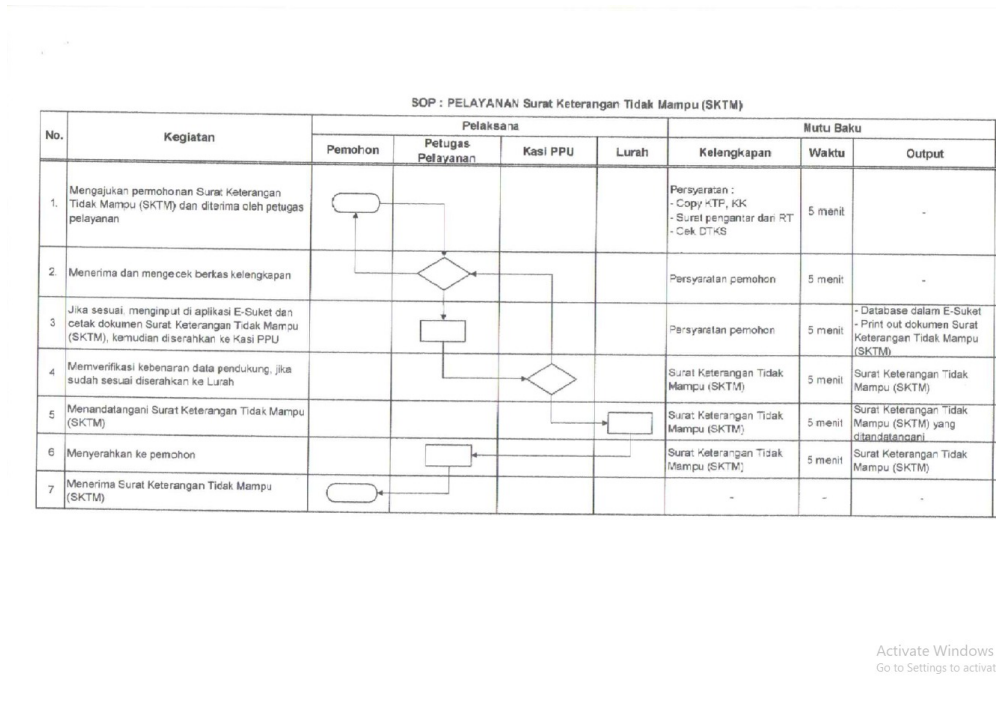 SOP : PELAYANAN Surat Keterangan Tidak Mampu (SKTM)
No.
Kegiatan
Pelaksana
Mutu Baku
Pemohon
Petugas
Pelayanan
Kasi PPU
Lurah
Kelengkapan
Waktu
Output
1.
Mengajukan permohonan Surat Keterangan
Tidak Mampu (SKTM) dan diterima oleh petugas
pelayanan
Persyaratan :
- Copy KTP, KK
- Surat pengantar dari RT
- Cek DTKS
5 menit
-
2.
Menerima dan mengecek berkas kelengkapan
Persyaratan pemohon
5 menit
-
3
Jika sesuai, menginput di aplikasi E-Suket dan
cetak dokumen Surat Keterangan Tidak Mampu
(SKTM), kemudian diserahkan ke Kasi PPU
Persyaratan pemohon
5 menit
- Database dalam E-Suket
- Print out dokumen Surat
Keterangan Tidak Mampu
(SKTM)
4
Memverifikasi kebenaran data pendukung, jika
sudah sesuai diserahkan ke Lurah
Surat Keterangan Tidak
Mampu (SKTM)
5 menit
Surat Keterangan Tidak
Mampu (SKTM)
5
Menandatangani Surat Keterangan Tidak Mampu
(SKTM)
Surat Keterangan Tidak
Mampu (SKTM)
5 menit
Surat Keterangan Tidak
Mampu (SKTM) yang
ditandatangani
6
Menyerahkan ke pemohon
Surat Keterangan Tidak
Mampu (SKTM)
5 menit
Surat Keterangan Tidak
Mampu (SKTM)
7
Menerima Surat Keterangan Tidak Mampu
(SKTM)
-
-
-
Activate Windows
Go to Settings to activat